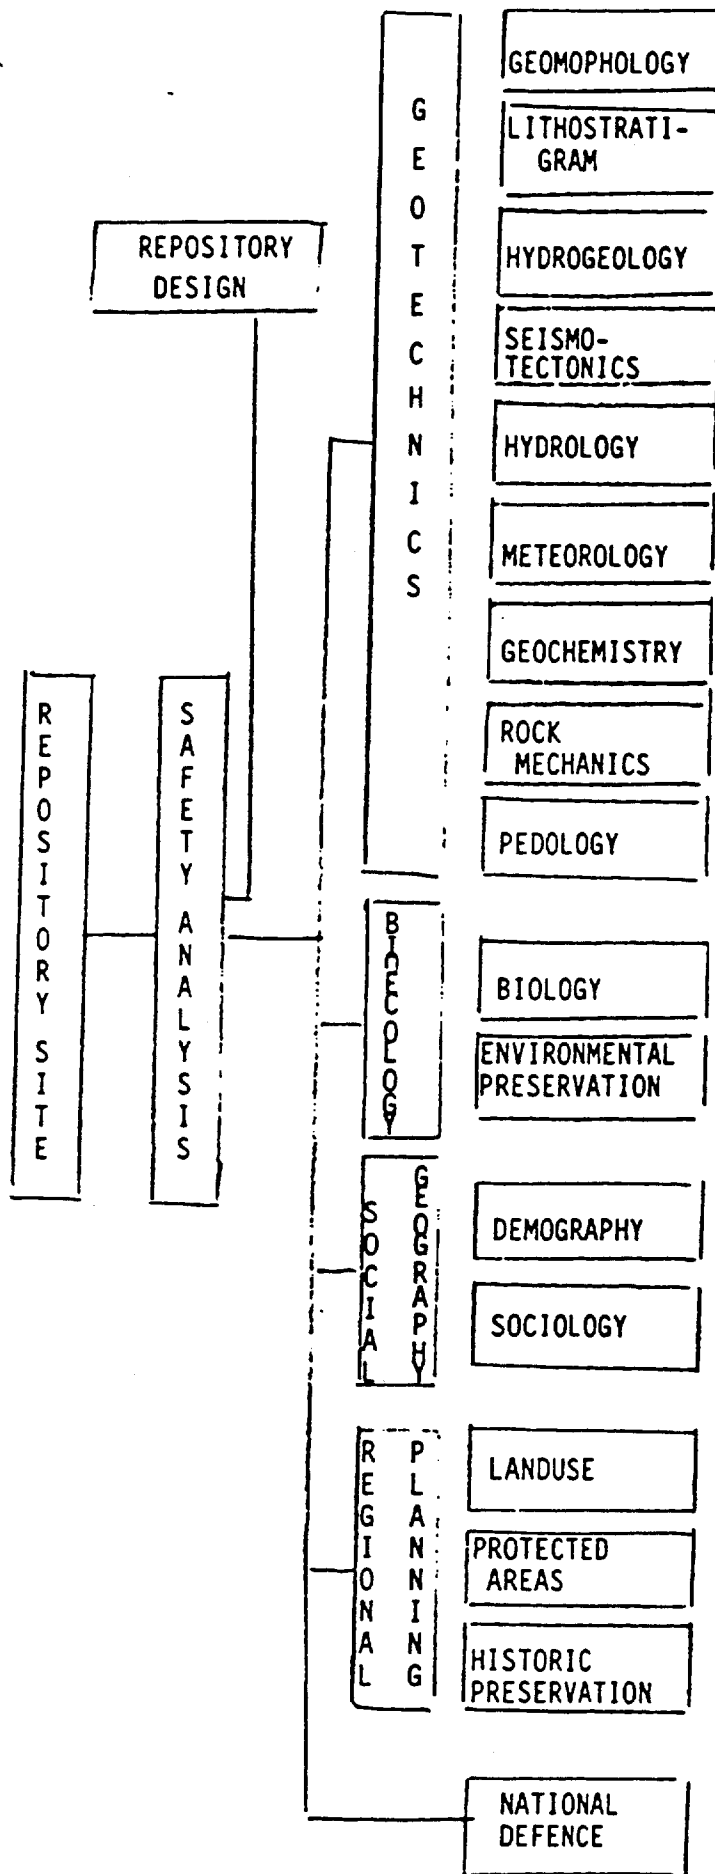 REPOSITORY SITE
SAFETY ANALYSIS
REPOSITORY
DESIGN
GEOTECHNICS
GEOMOPHOLOGY
LITHOSTRATI-
GRAM
HYDROGEOLOGY
SEISMO-
TECTONICS
HYDROLOGY
METEOROLOGY
GEOCHEMISTRY
ROCK
MECHANICS
PEDOLOGY
BIOECOLOGY
BIOLOGY
ENVIRONMENTAL
PRESERVATION
SOCIAL
GEOGRAPHY
DEMOGRAPHY
SOCIOLOGY
REGIONAL
PLANNING
LANDUSE
PROTECTED
AREAS
HISTORIC
PRESERVATION
NATIONAL
DEFENCE